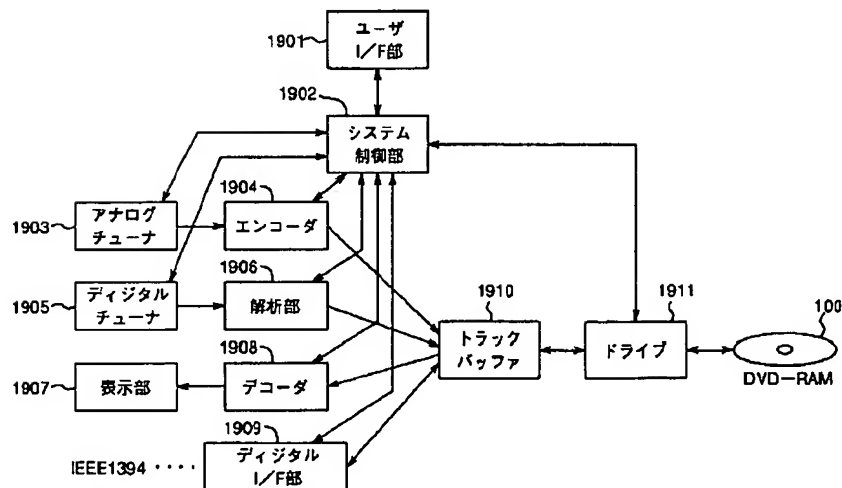 1901
ユーザ
I/F部
1902
システム
制御部
1903
アナログ
チューナ
1904
エンコーダ
1905
ディジタル
チューナ
1906
解析部
1907
表示部
1908
デコーダ
1909
ディジタル
I/F部
IEEE1394 ‥‥
1910
トラック
バッファ
1911
ドライブ
100
DVD-RAM